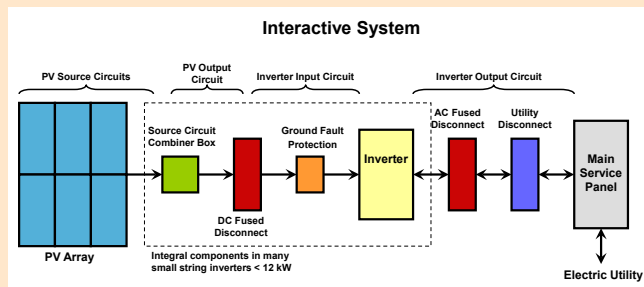 Interactive System
PV Source Circuits
PV Output
Circuit
Inverter Input Circuit
Inverter Output Circuit
Source Circuit
Combiner Box
Ground Fault
Protection
AC Fused
Disconnect
Utility
Disconnect
Inverter
Main
Service
Panel
DC Fused
Disconnect
PV Array
Integral components in many
small string inverters < 12 kW
Electric Utility